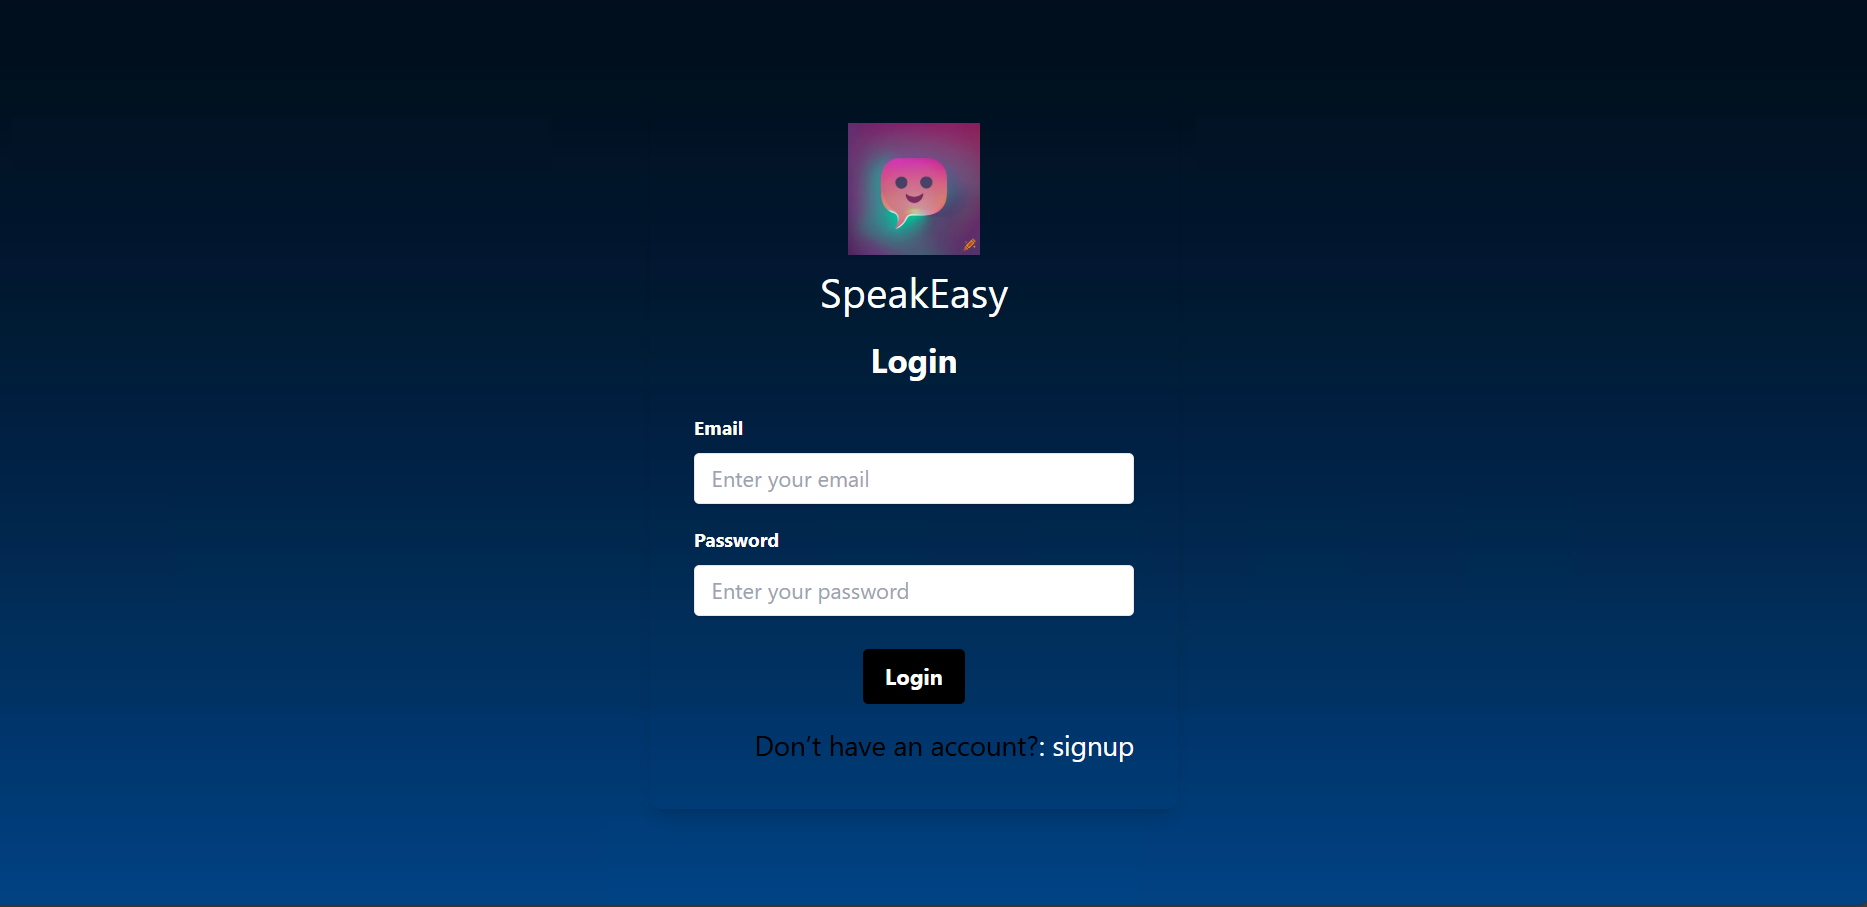 SpeakEasy
Login
Email
Enter your email
Password
Enter your password
Login
Don't have an account?: signup